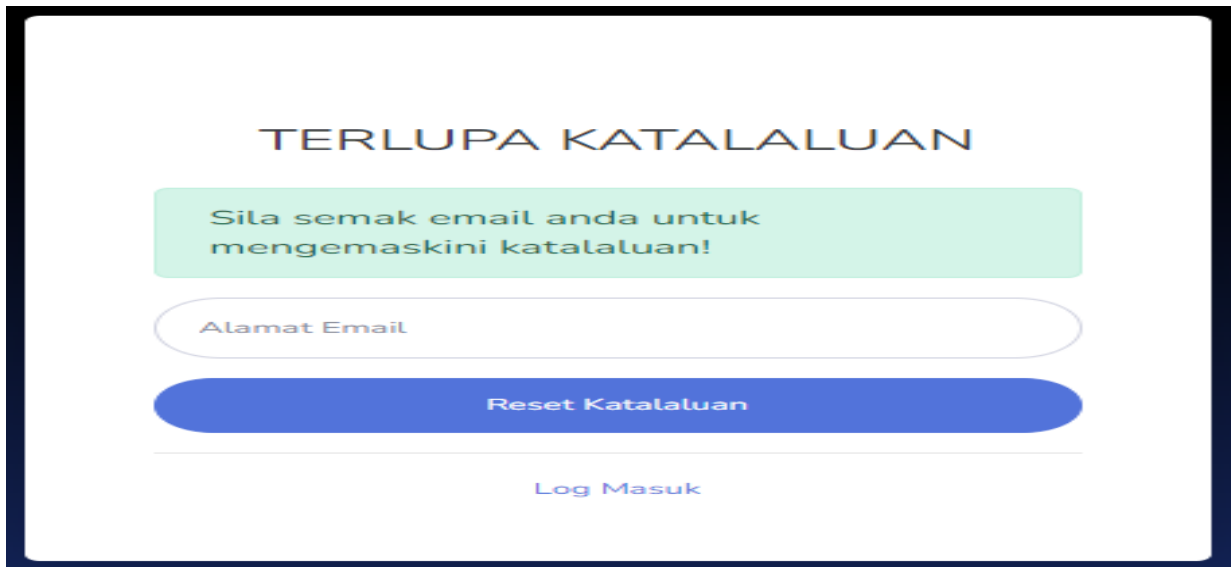 TERLUPA KATALALUAN
Sila semak email anda untuk
mengemaskini katalaluan!
Alamat Email
Reset Katalaluan
Log Masuk